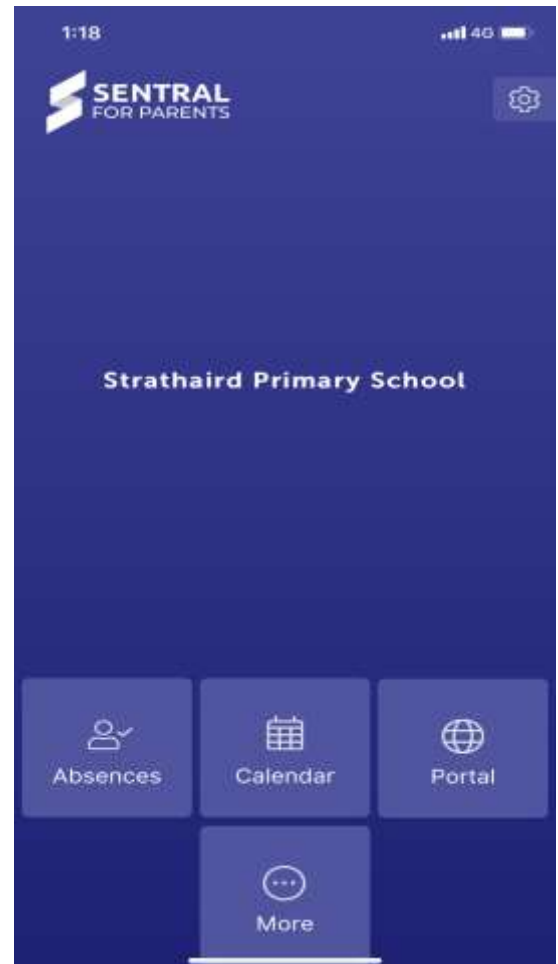 1:18
4G
SENTRAL
FOR PARENTS
Strathaird Primary School
Absences
Calendar
Portal
More